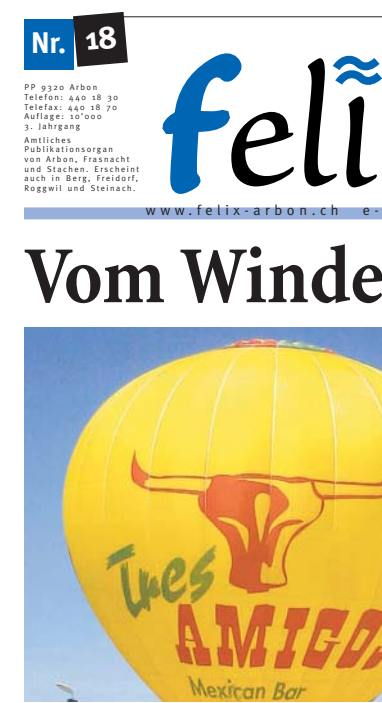 Nr. 18
PP 9320 Arbon
Telefon: 440 18 30
Telefax: 440 18 70
Auflage: 10'000
3. Jahrgang
Amtliches
Publikationsorgan
von Arbon, Frasnacht
und Stachen. Erscheint
auch in Berg, Freidorf,
Roggwil und Steinach.
feli
www.felix-arbon.ch e-
Vom Winde
Tres
AMIGOS
Mexican Bar